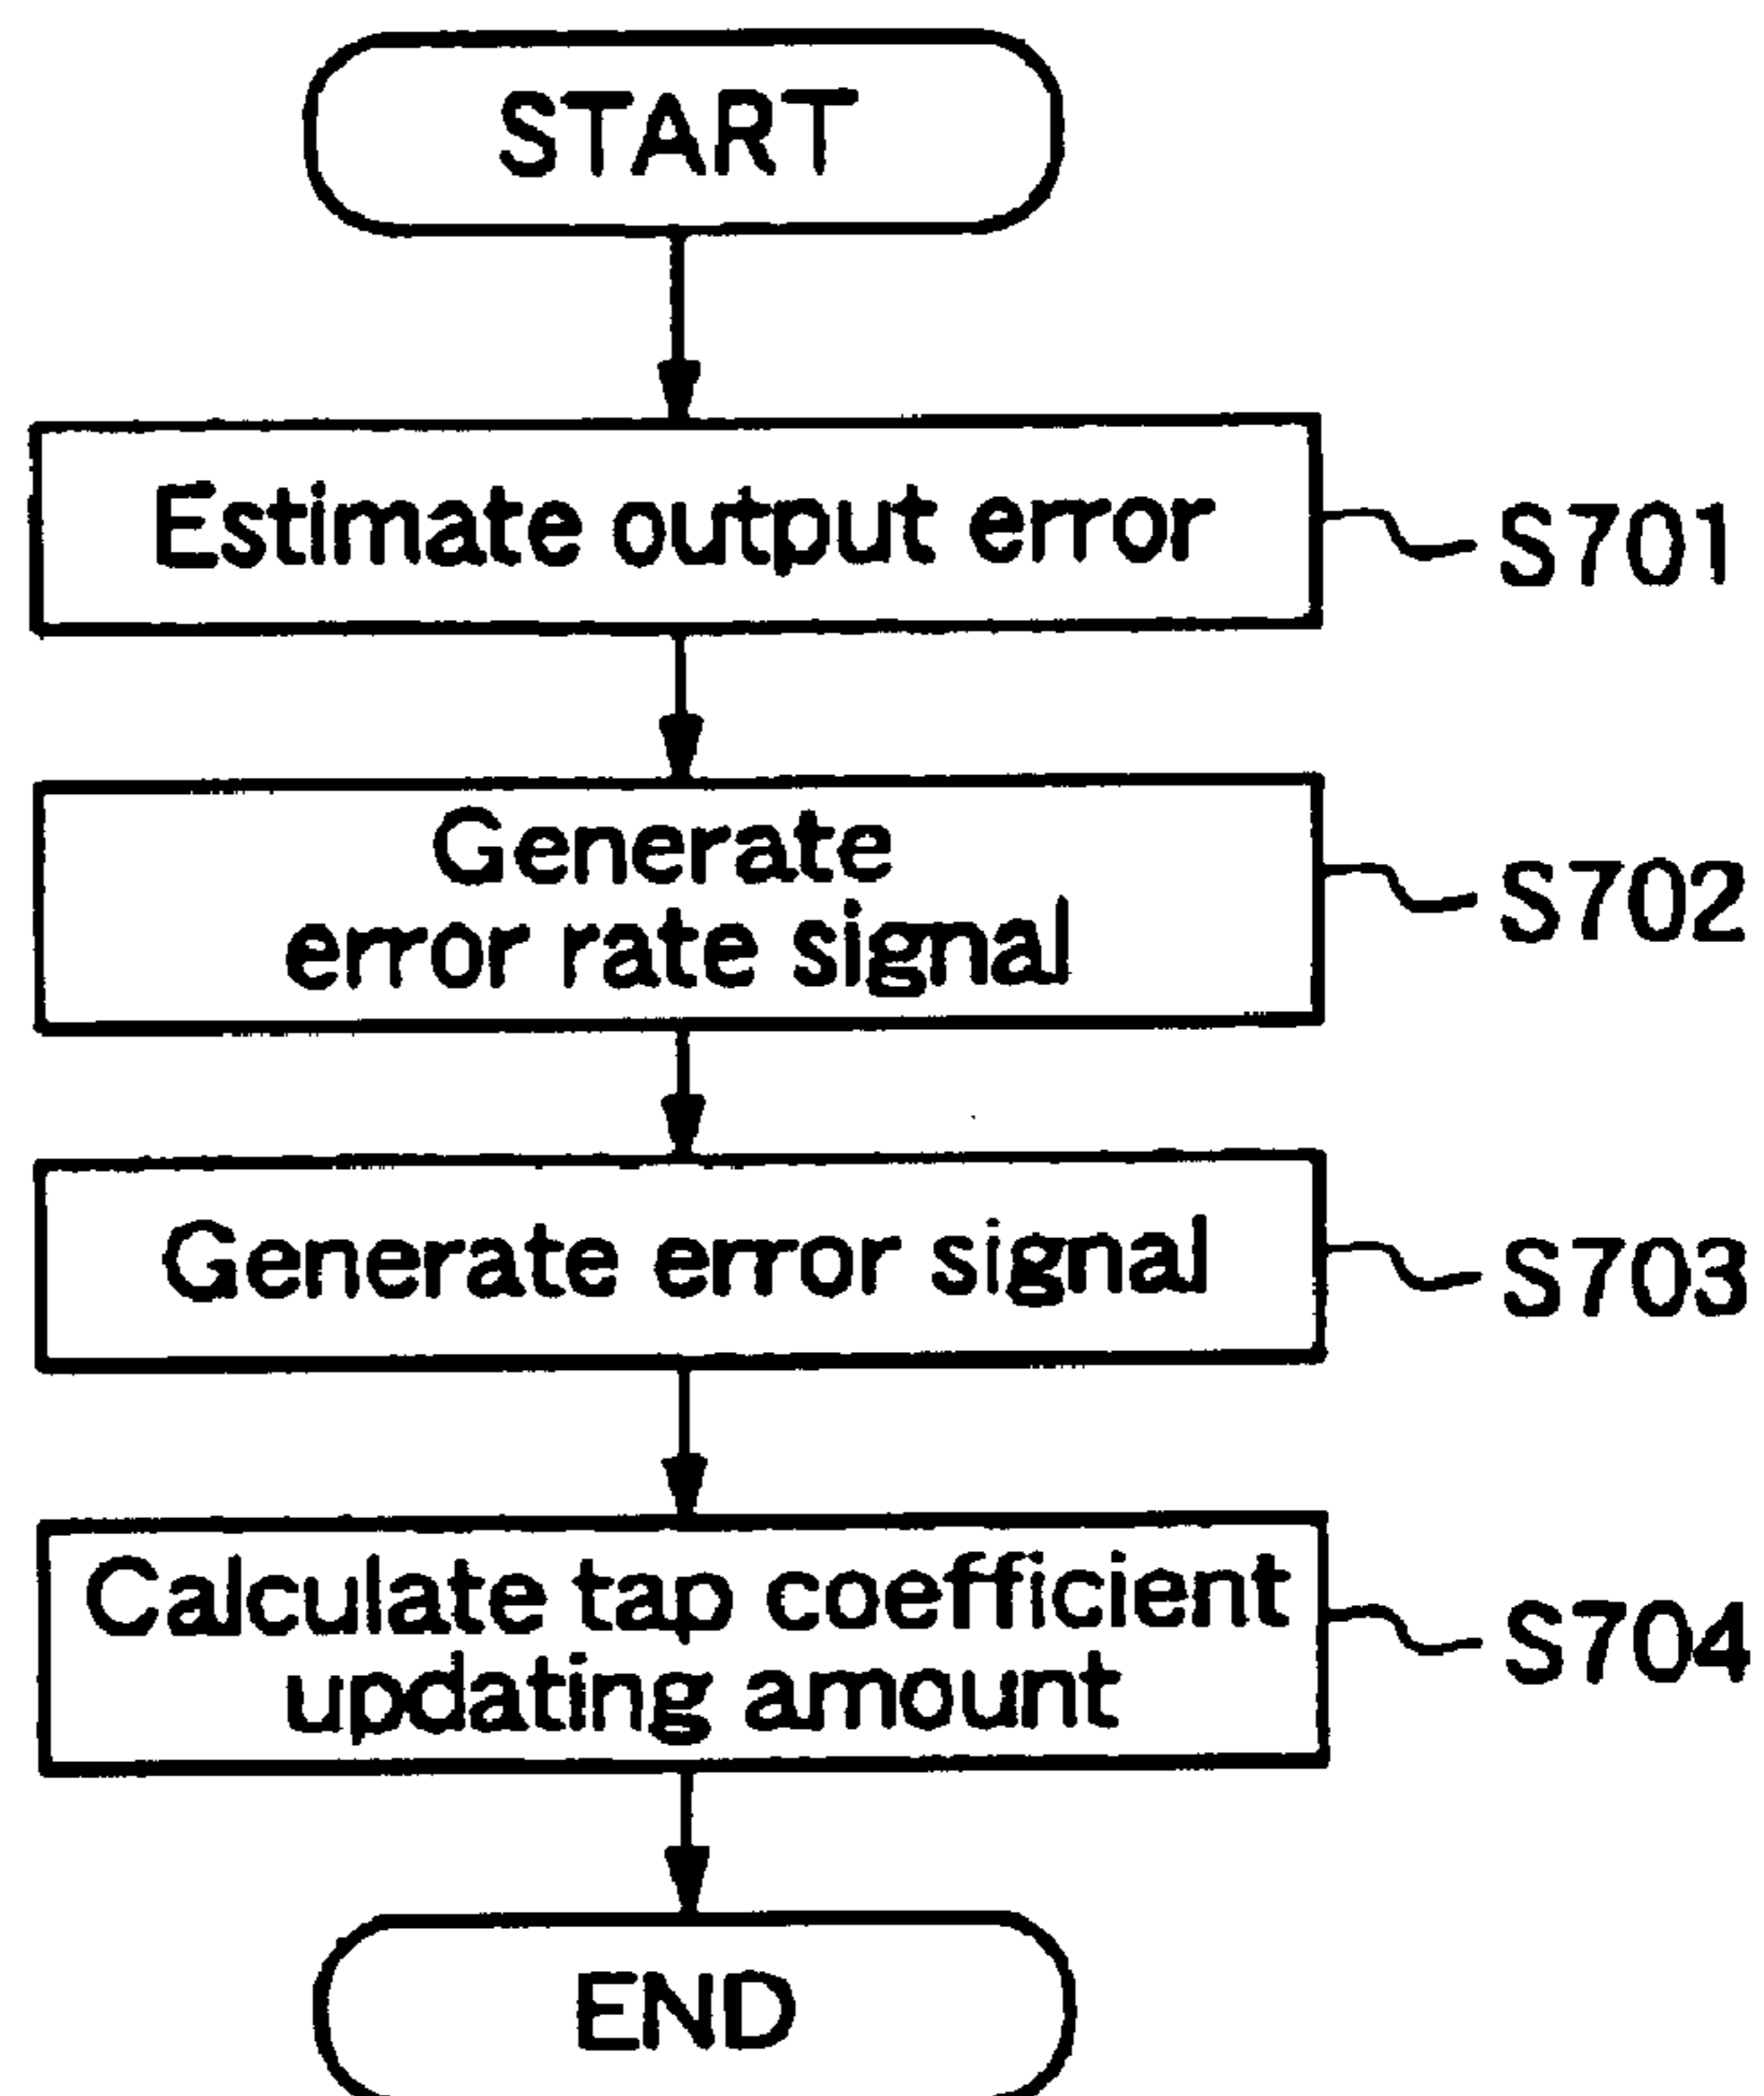 START
Estimate output error
S701
Generate
error rate signal
S702
Generate error signal
S703
Calculate tap coefficient
updating amount
S704
END